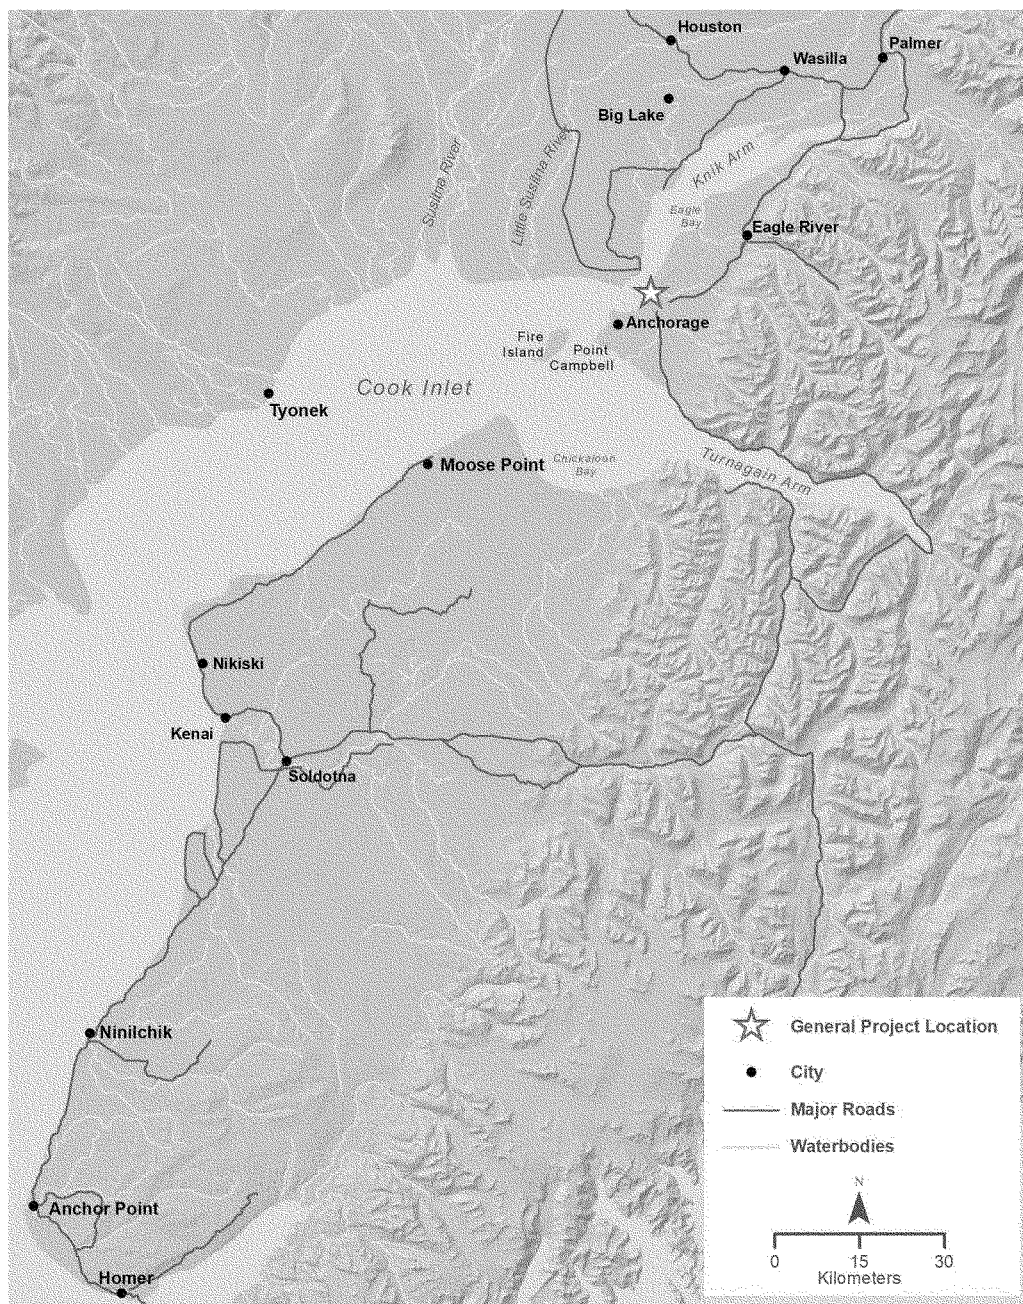 Houston
Palmer
Wasilla
Big Lake
Susitna River
Little Susitna River
Knik Arm
Eagle
Bay
Eagle River
Anchorage
Fire
Island
Point
Campbell
Cook Inlet
Tyonek
Moose Point
Chickaloon
Bay
Turnagain Arm
Nikiski
Kenai
Soldotna
Ninilchik
Anchor Point
Homer
General Project Location
City
Major Roads
Waterbodies
N
0 15 30
Kilometers